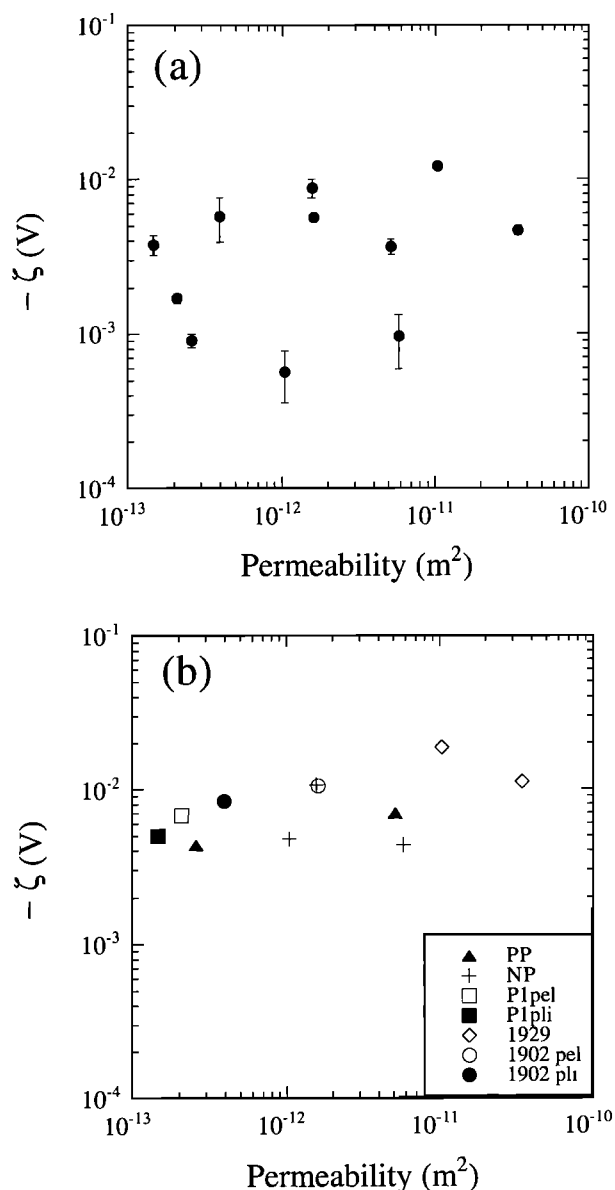 (a)
10⁻¹
10⁻²
10⁻³
10⁻⁴
− ζ (V)
10⁻¹³ 10⁻¹² 10⁻¹¹ 10⁻¹⁰
Permeability (m²)
(b)
10⁻¹
10⁻²
10⁻³
10⁻⁴
− ζ (V)
PP
NP
P1pel
P1pli
1929
1902 pel
1902 pli
10⁻¹³ 10⁻¹² 10⁻¹¹ 10⁻¹⁰
Permeability (m²)